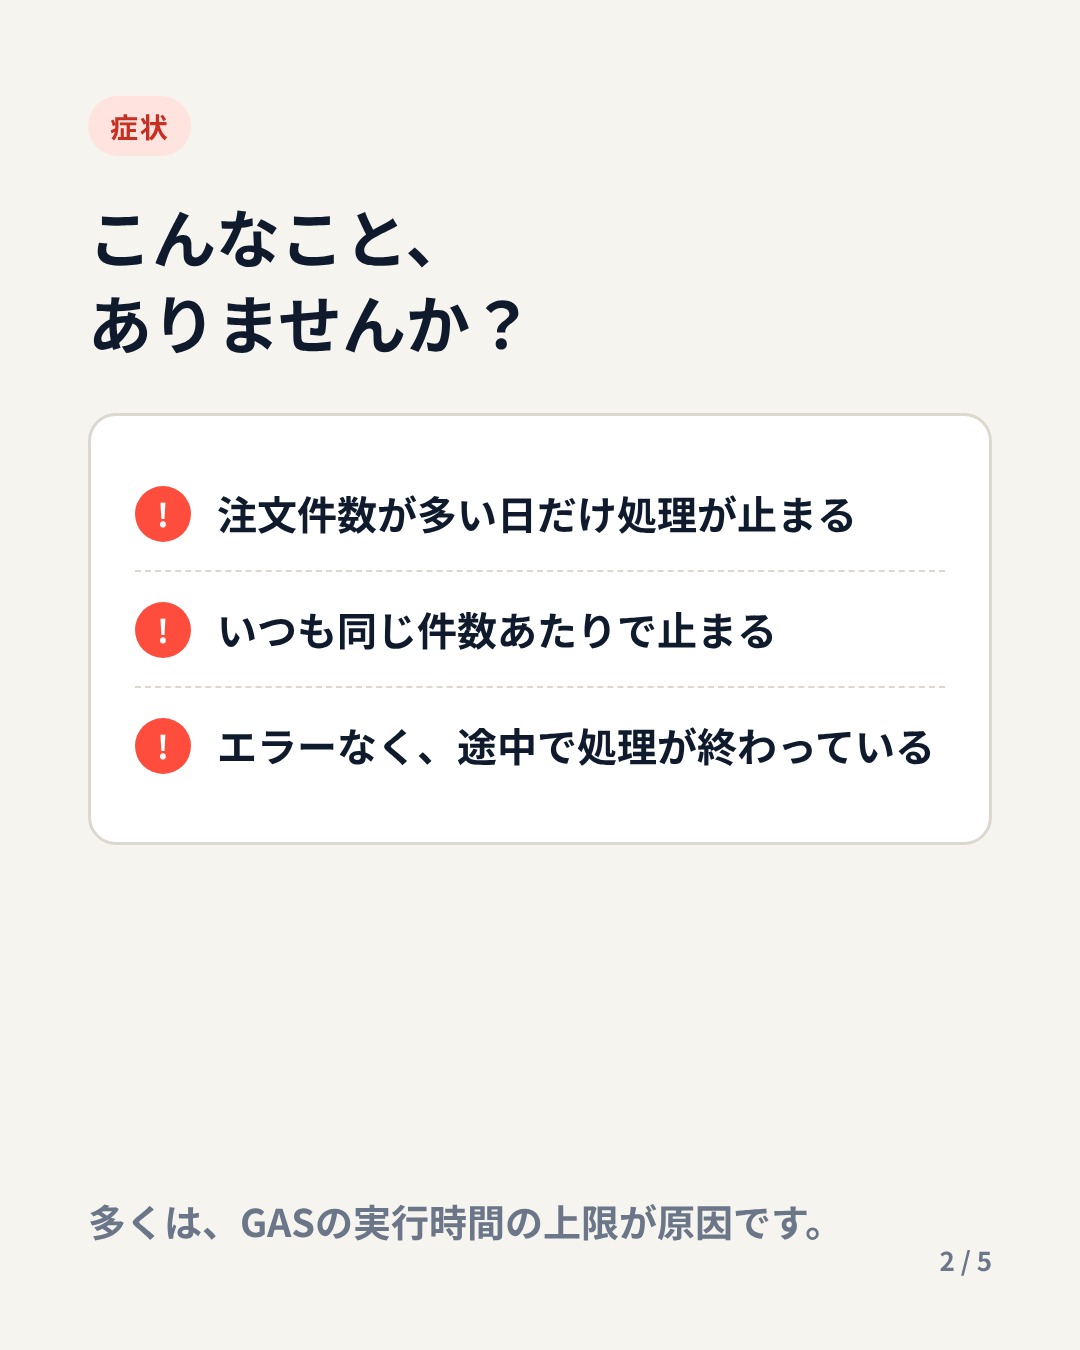 症状
こんなこと、
ありませんか？
! 注文件数が多い日だけ処理が止まる
! いつも同じ件数あたりで止まる
! エラーなく、途中で処理が終わっている
多くは、GASの実行時間の上限が原因です。
2 / 5